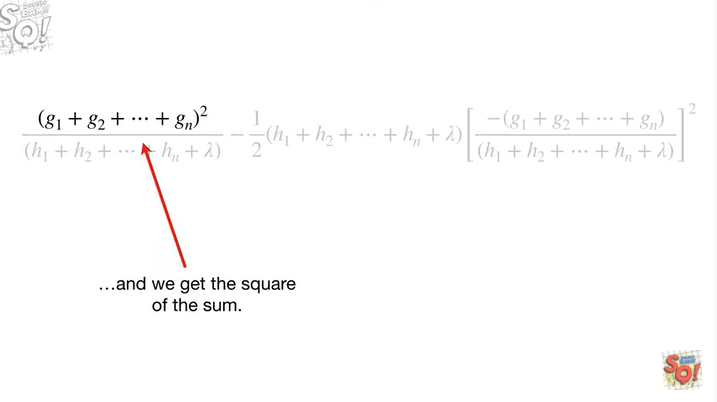 (g₁ + g₂ + ⋯ + gₙ)² / (h₁ + h₂ + ⋯ + hₙ + λ) − 1/2 (h₁ + h₂ + ⋯ + hₙ + λ) [ −(g₁ + g₂ + ⋯ + gₙ) / (h₁ + h₂ + ⋯ + hₙ + λ) ]²
…and we get the square
of the sum.